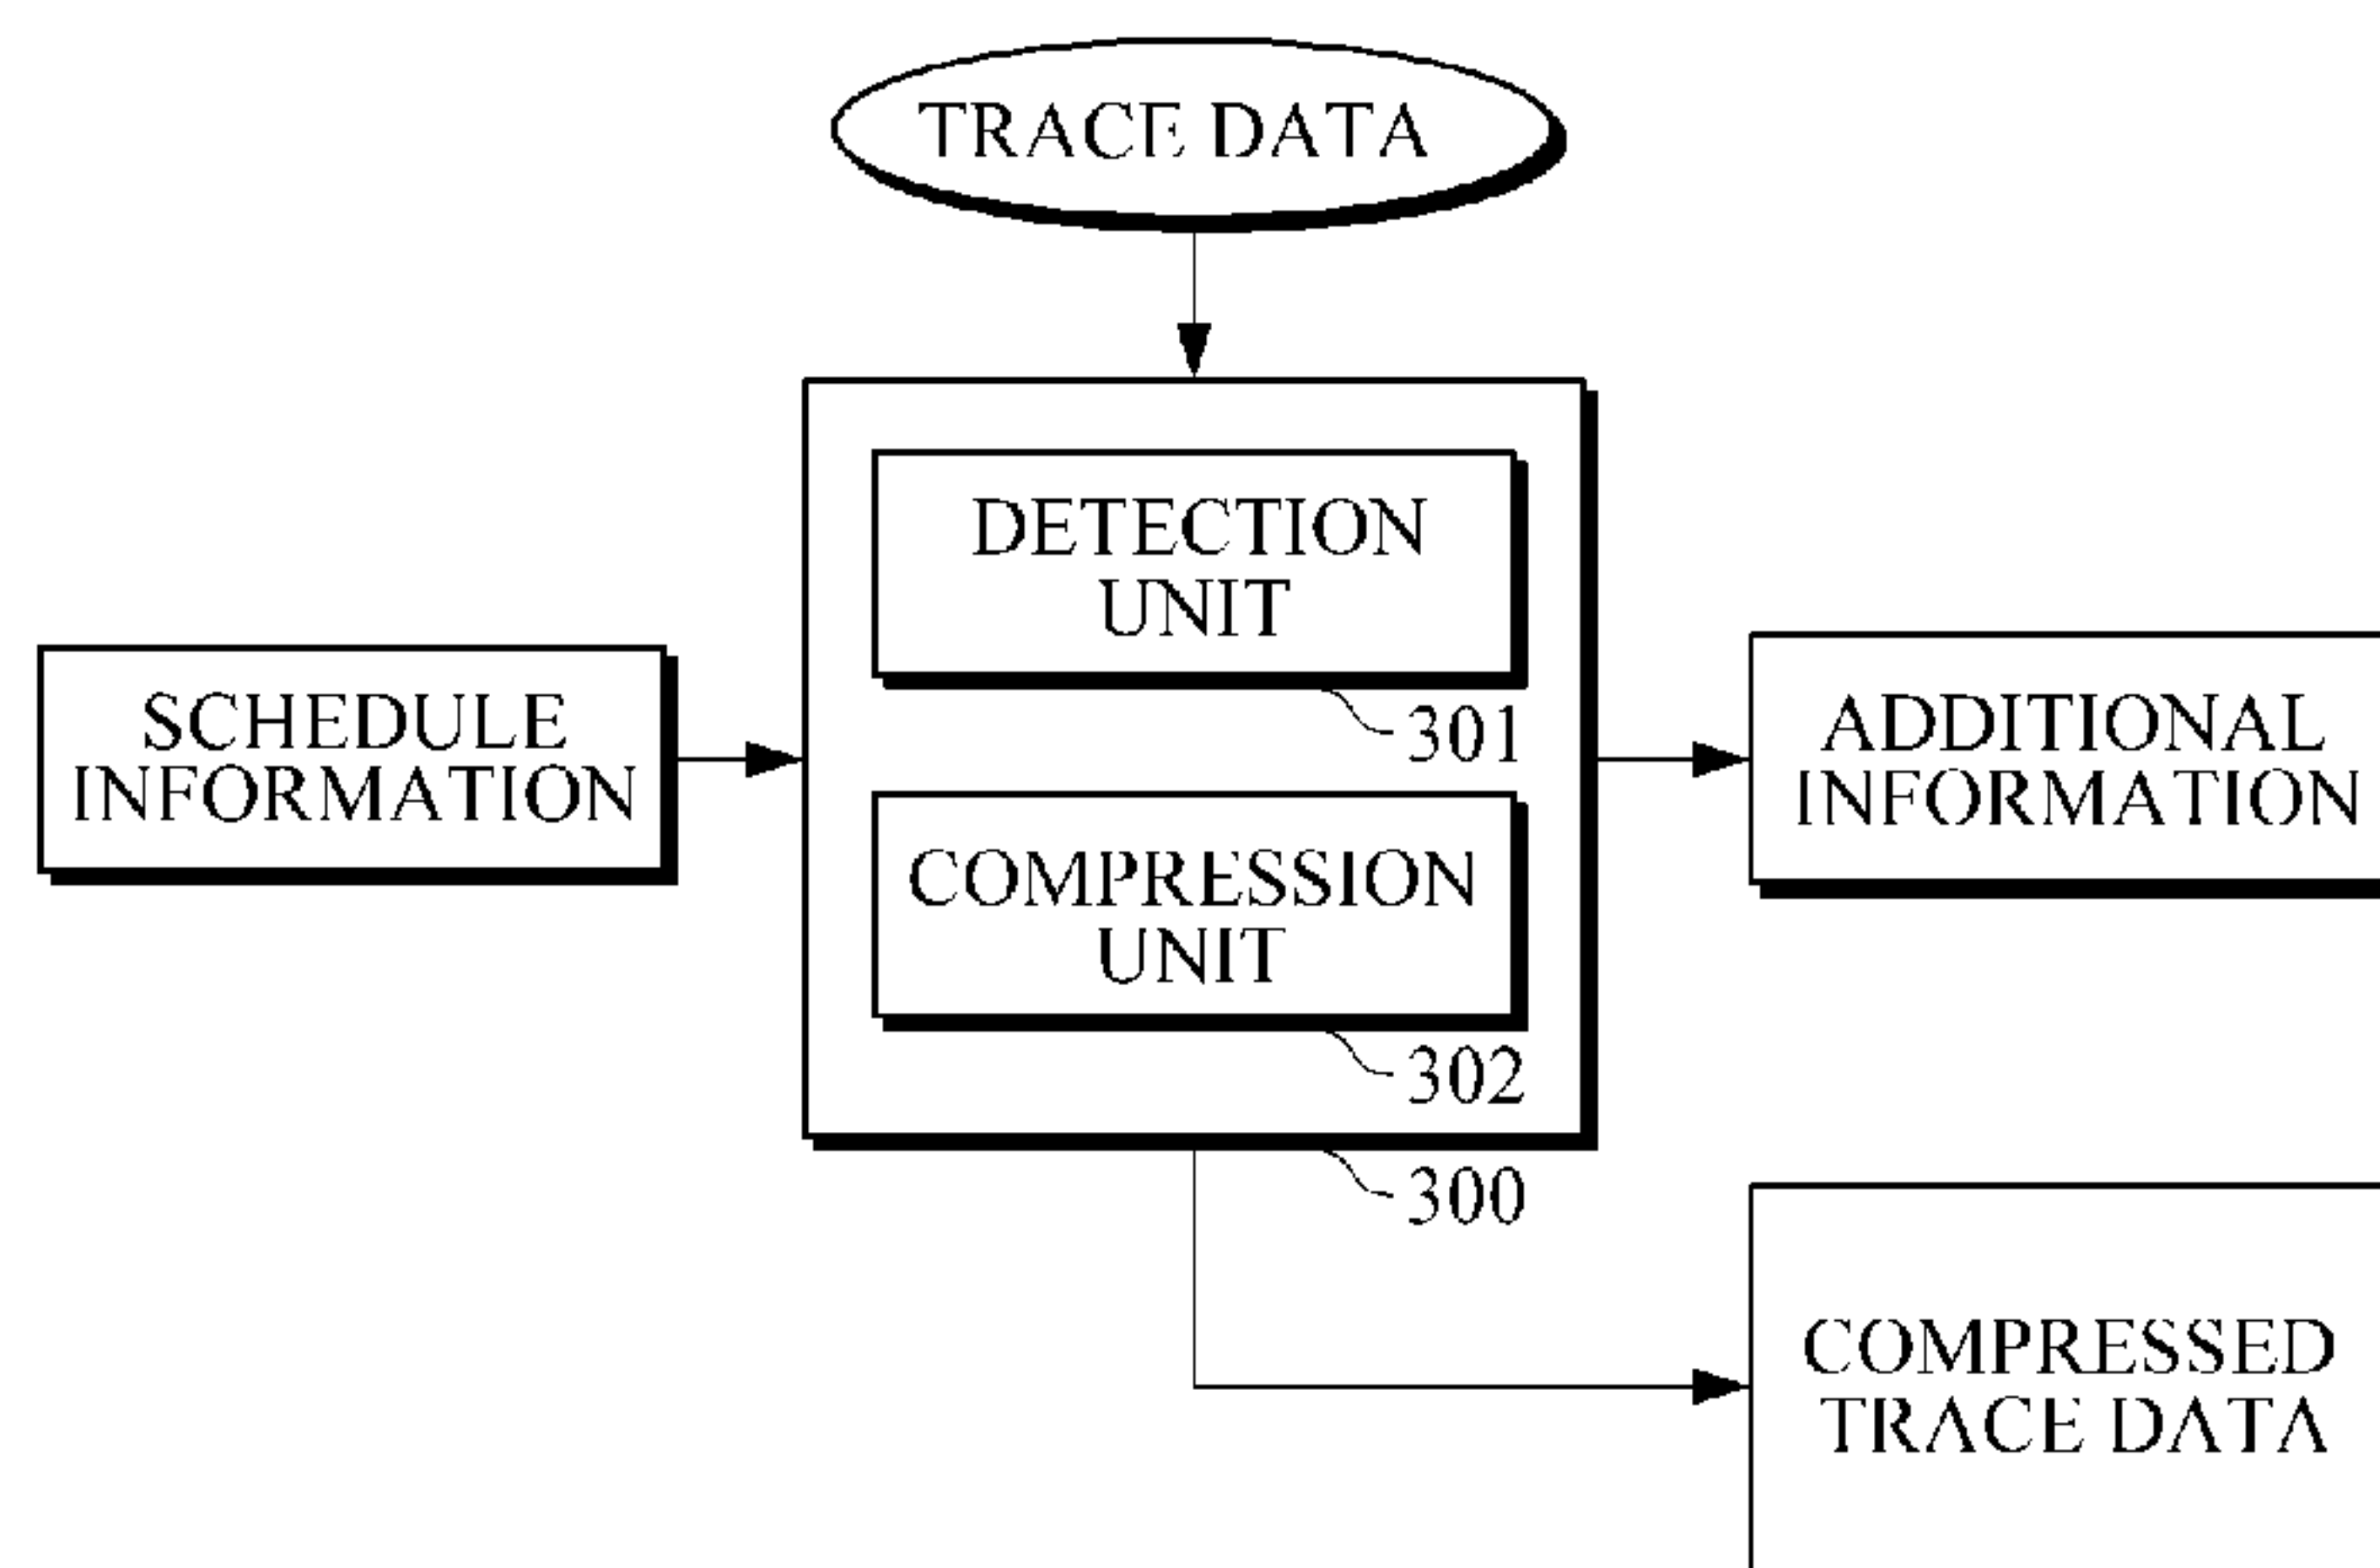 TRACE DATA
DETECTION
UNIT
301
SCHEDULE
INFORMATION
ADDITIONAL
INFORMATION
COMPRESSION
UNIT
302
300
COMPRESSED
TRACE DATA